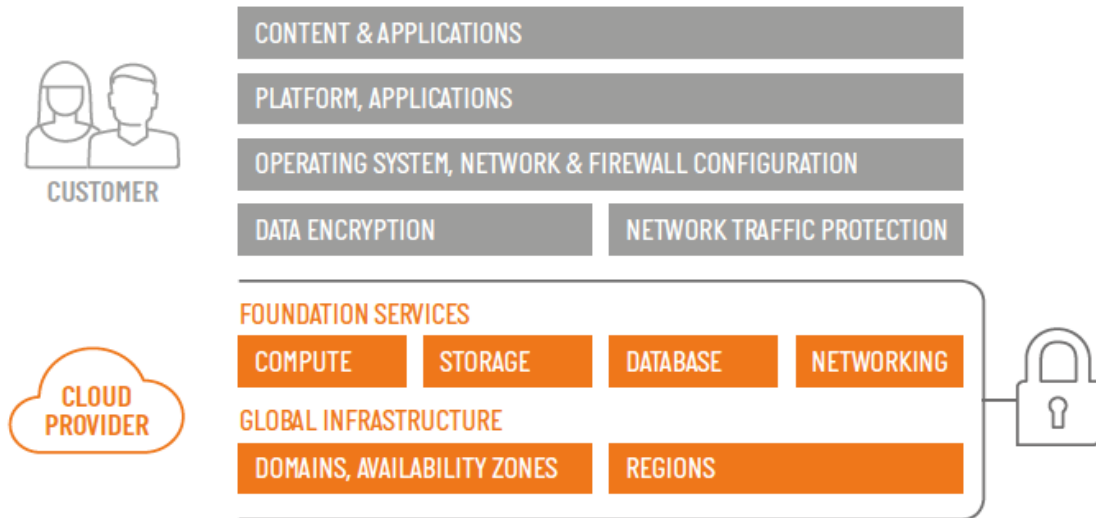 CONTENT & APPLICATIONS
PLATFORM, APPLICATIONS
OPERATING SYSTEM, NETWORK & FIREWALL CONFIGURATION
CUSTOMER
DATA ENCRYPTION
NETWORK TRAFFIC PROTECTION
FOUNDATION SERVICES
COMPUTE
STORAGE
DATABASE
NETWORKING
CLOUD
PROVIDER
GLOBAL INFRASTRUCTURE
DOMAINS, AVAILABILITY ZONES
REGIONS